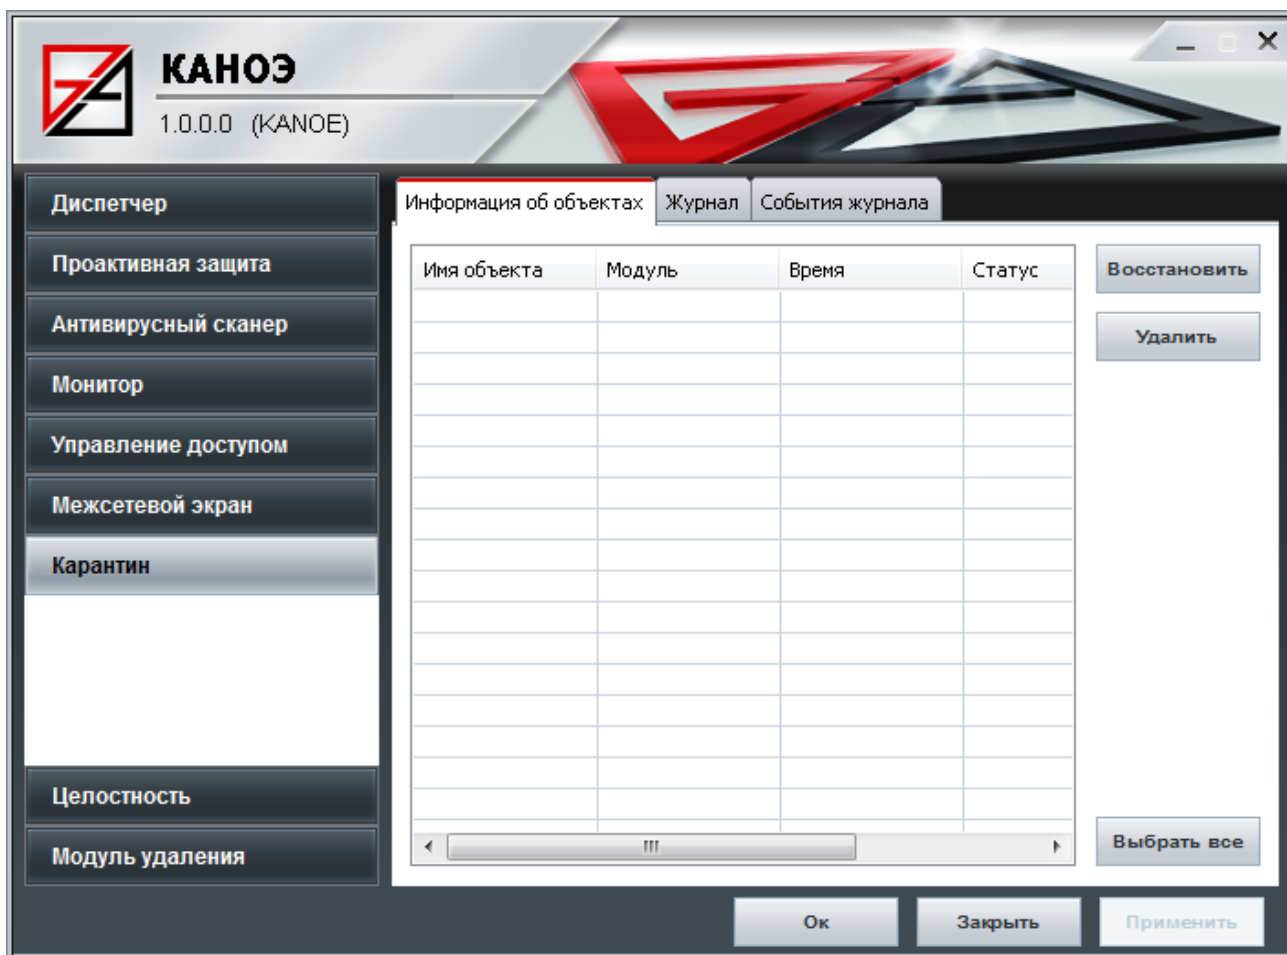 КАНОЭ
1.0.0.0 (KANOE)
Диспетчер
Проактивная защита
Антивирусный сканер
Монитор
Управление доступом
Межсетевой экран
Карантин
Целостность
Модуль удаления
Информация об объектах Журнал События журнала
Имя объекта Модуль Время Статус
Восстановить
Удалить
Выбрать все
Ок Закрыть Применить